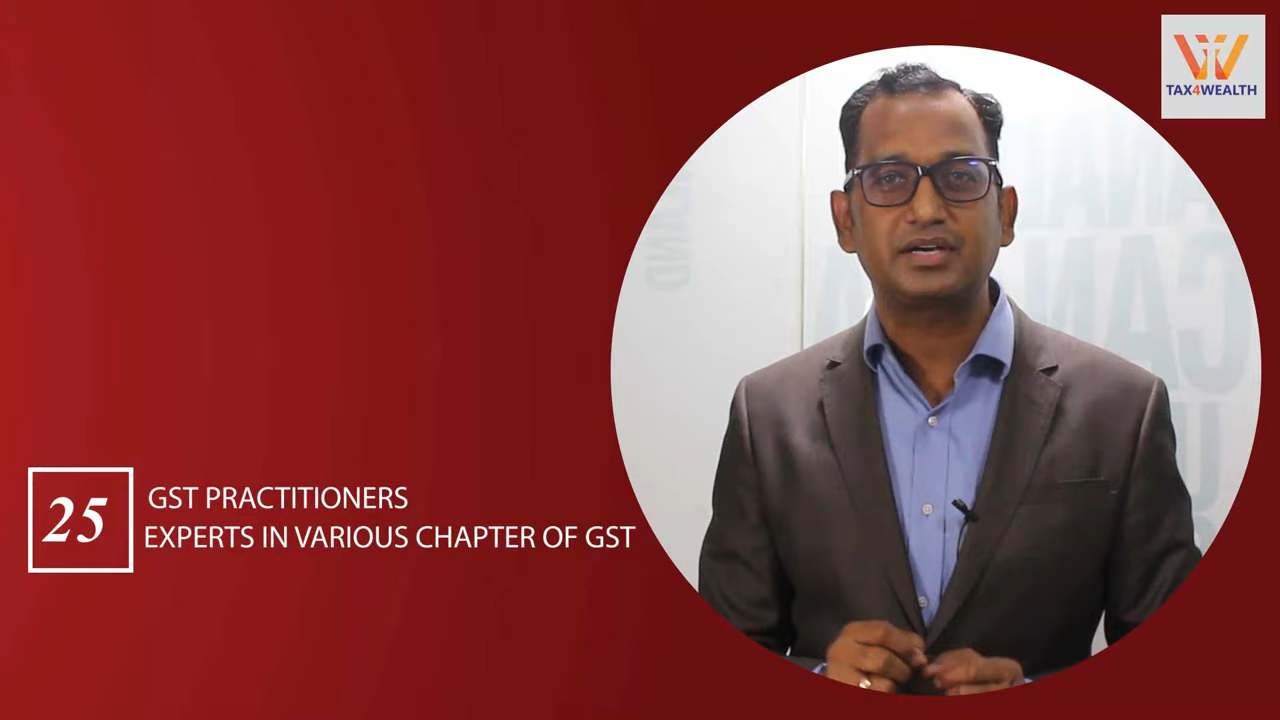 TAX4WEALTH
25
GST PRACTITIONERS
EXPERTS IN VARIOUS CHAPTER OF GST